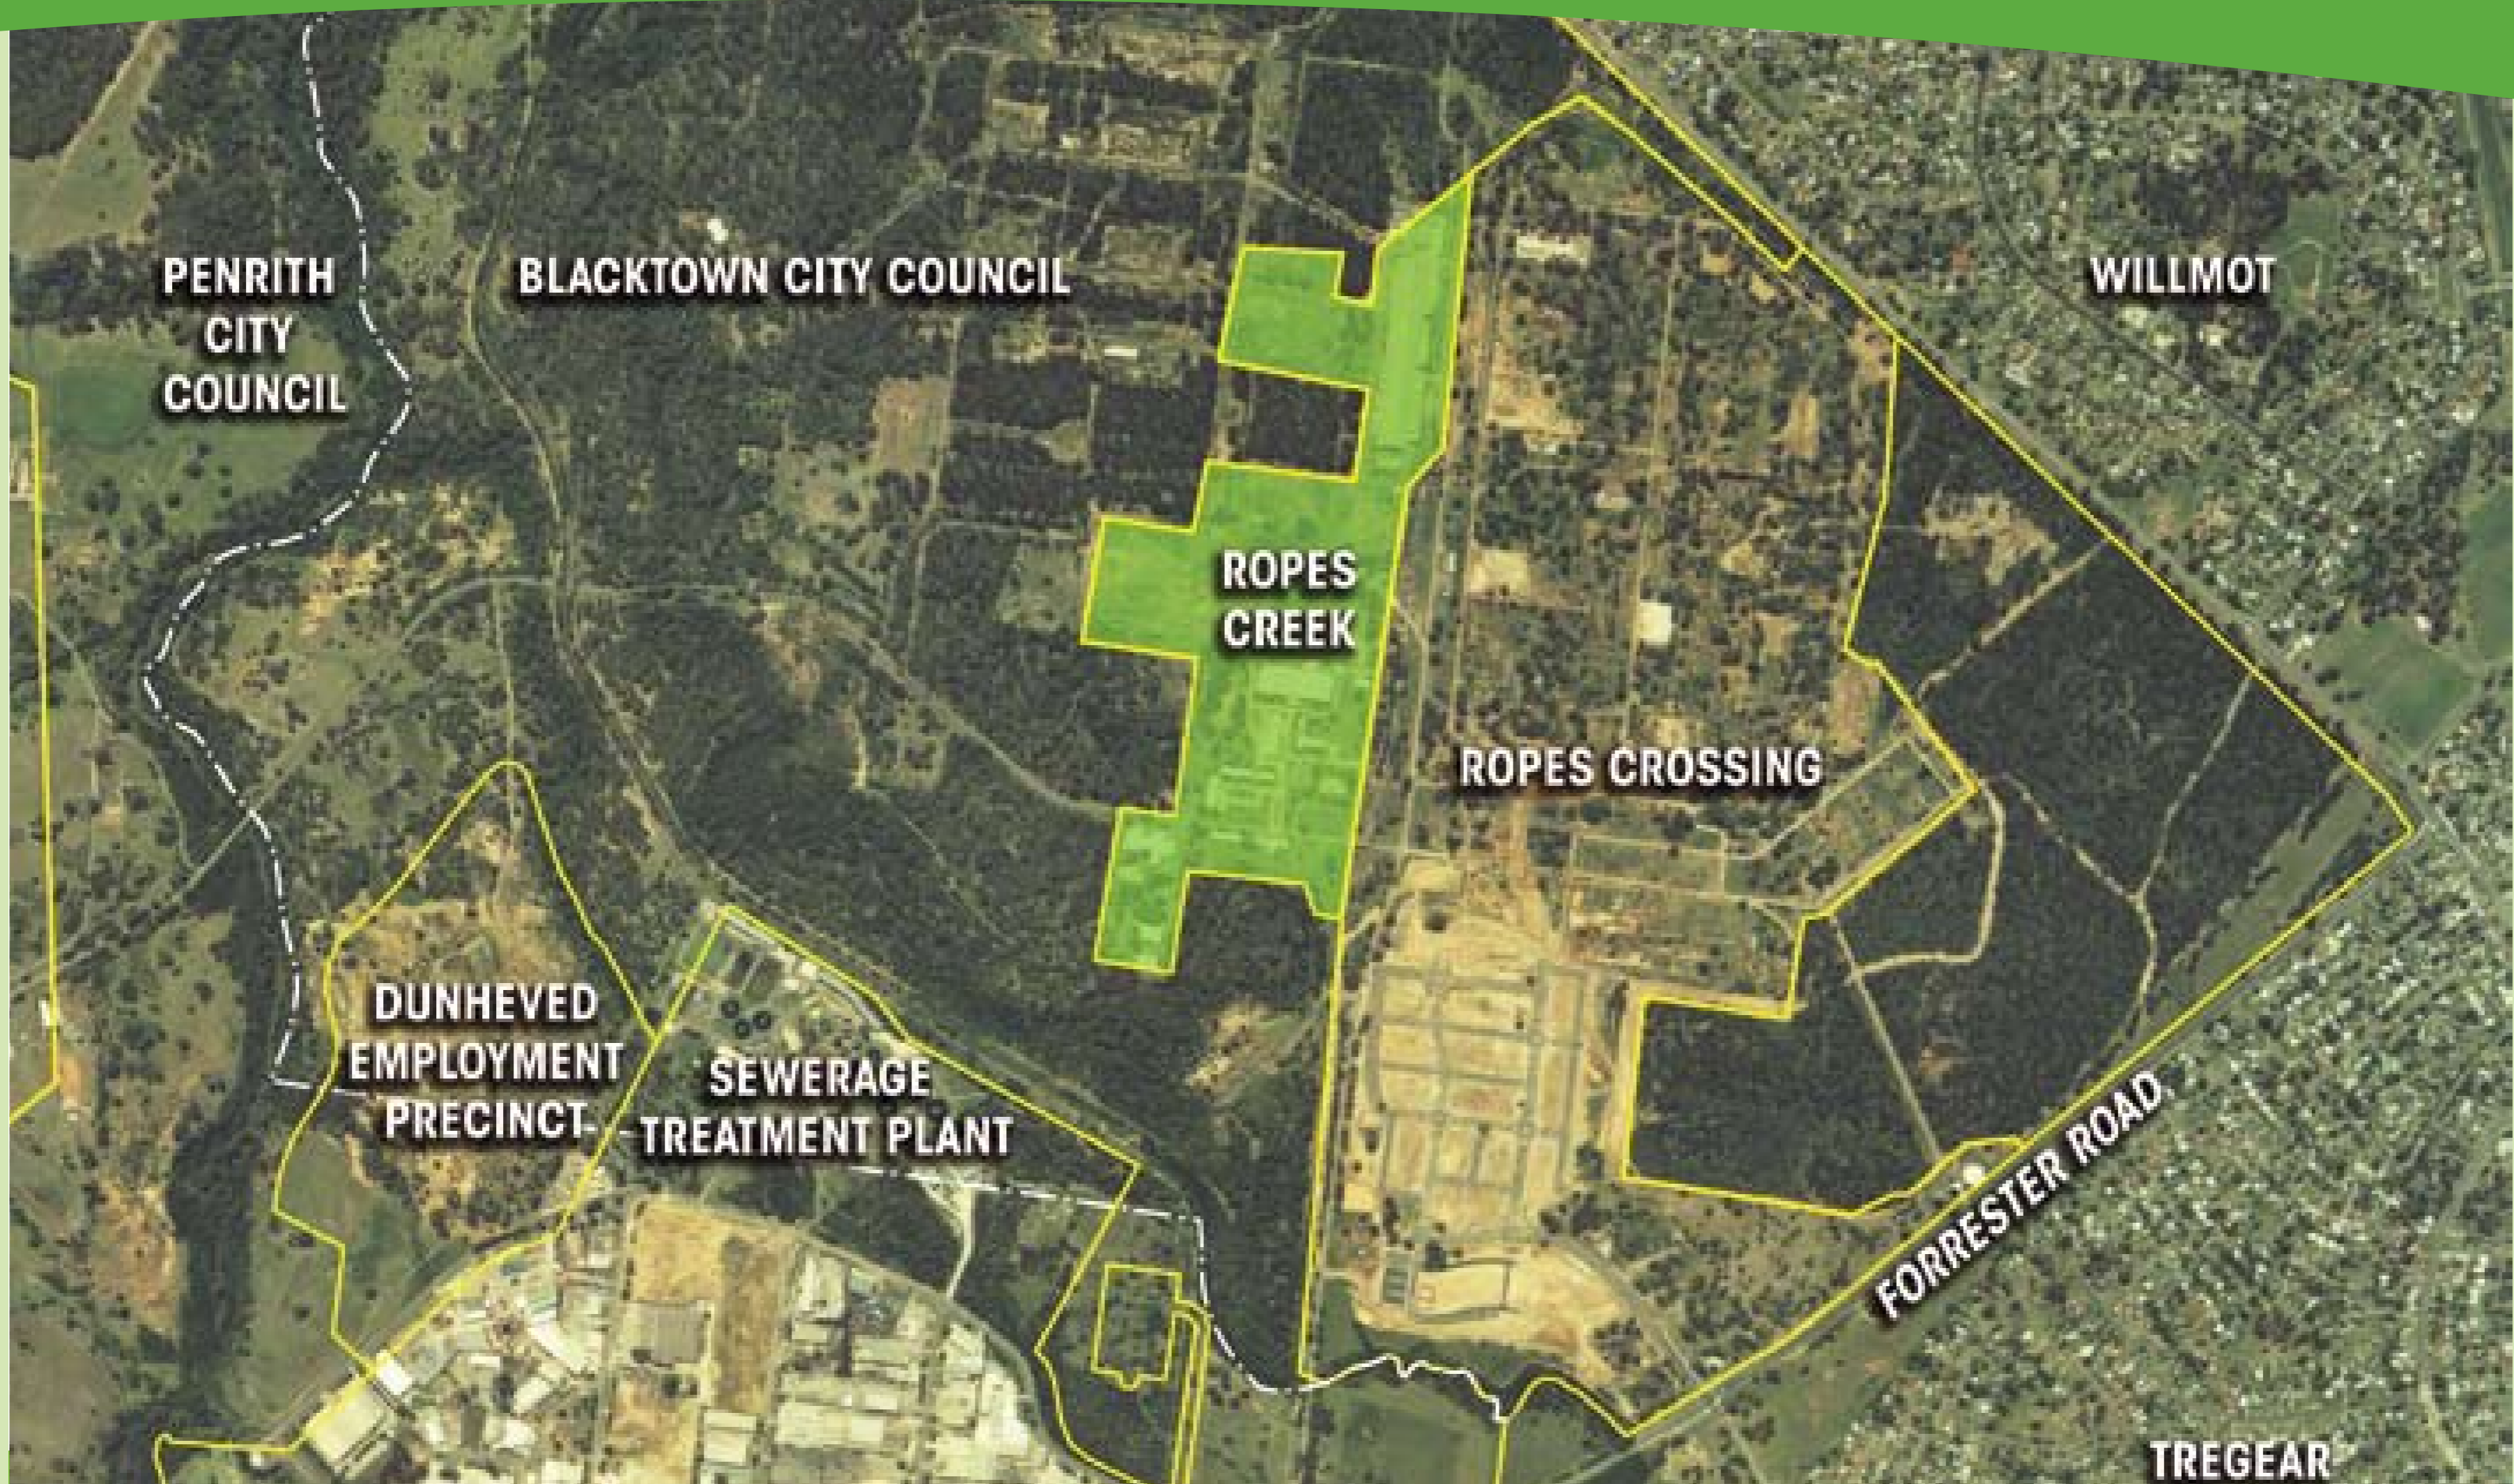 PENRITH
CITY
COUNCIL
BLACKTOWN CITY COUNCIL
WILLMOT
ROPES
CREEK
ROPES CROSSING
DUNHEVED
EMPLOYMENT
PRECINCT
SEWERAGE
TREATMENT PLANT
FORRESTER ROAD
TREGEAR